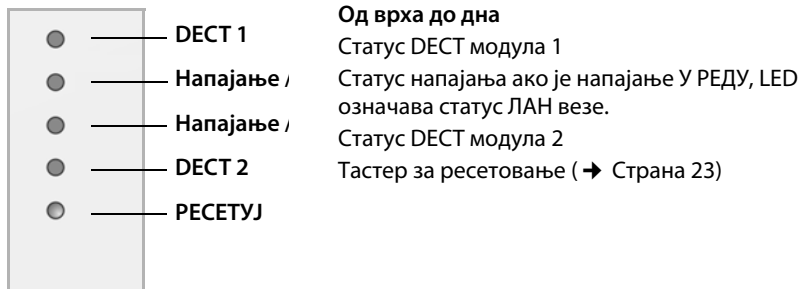 DECT 1
Напајање /
Напајање /
DECT 2
РЕСЕТУЈ
Од врха до дна
Статус DECT модула 1
Статус напајања ако је напајање У РЕДУ, LED
означава статус ЛАН везе.
Статус DECT модула 2
Тастер за ресетовање ( ➔ Страна 23)